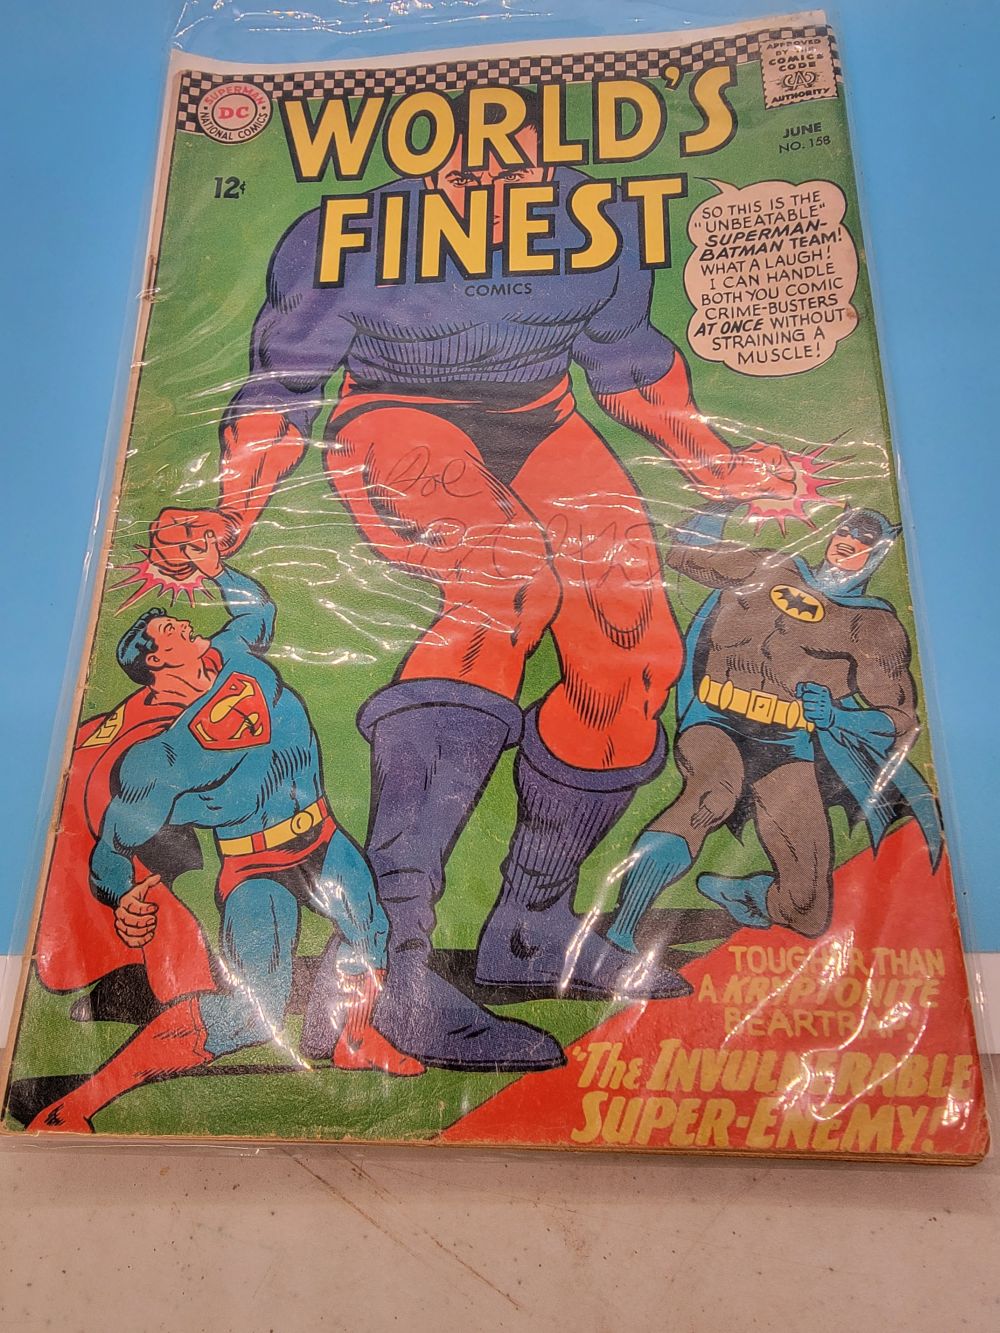 APPROVED
BY THE
COMICS
CODE
CA
AUTHORITY
SUPERMAN
DC
NATIONAL COMICS
WORLD'S
FINEST
COMICS
JUNE
NO. 158
12¢
SO THIS IS THE
"UNBEATABLE"
SUPERMAN-
BATMAN TEAM!
WHAT A LAUGH!
I CAN HANDLE
BOTH YOU COMIC
CRIME-BUSTERS
AT ONCE WITHOUT
STRAINING A
MUSCLE!
S
TOUGHER THAN
A KRYPTONITE
BEARTRAP!
"The INVULNERABLE
SUPER-ENEMY!"